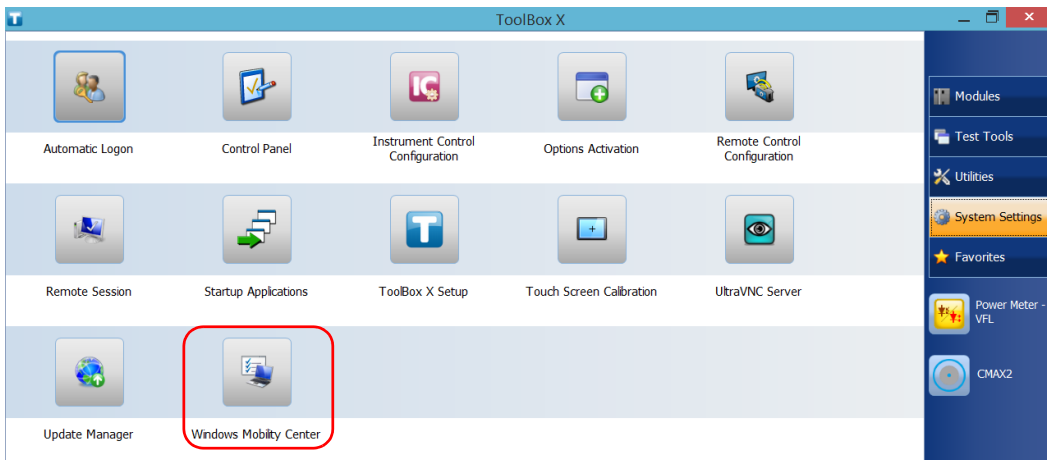 ToolBox X
Automatic Logon
Control Panel
Instrument Control
Configuration
Options Activation
Remote Control
Configuration
Remote Session
Startup Applications
ToolBox X Setup
Touch Screen Calibration
UltraVNC Server
Update Manager
Windows Mobility Center
Modules
Test Tools
Utilities
System Settings
Favorites
Power Meter -
VFL
CMAX2